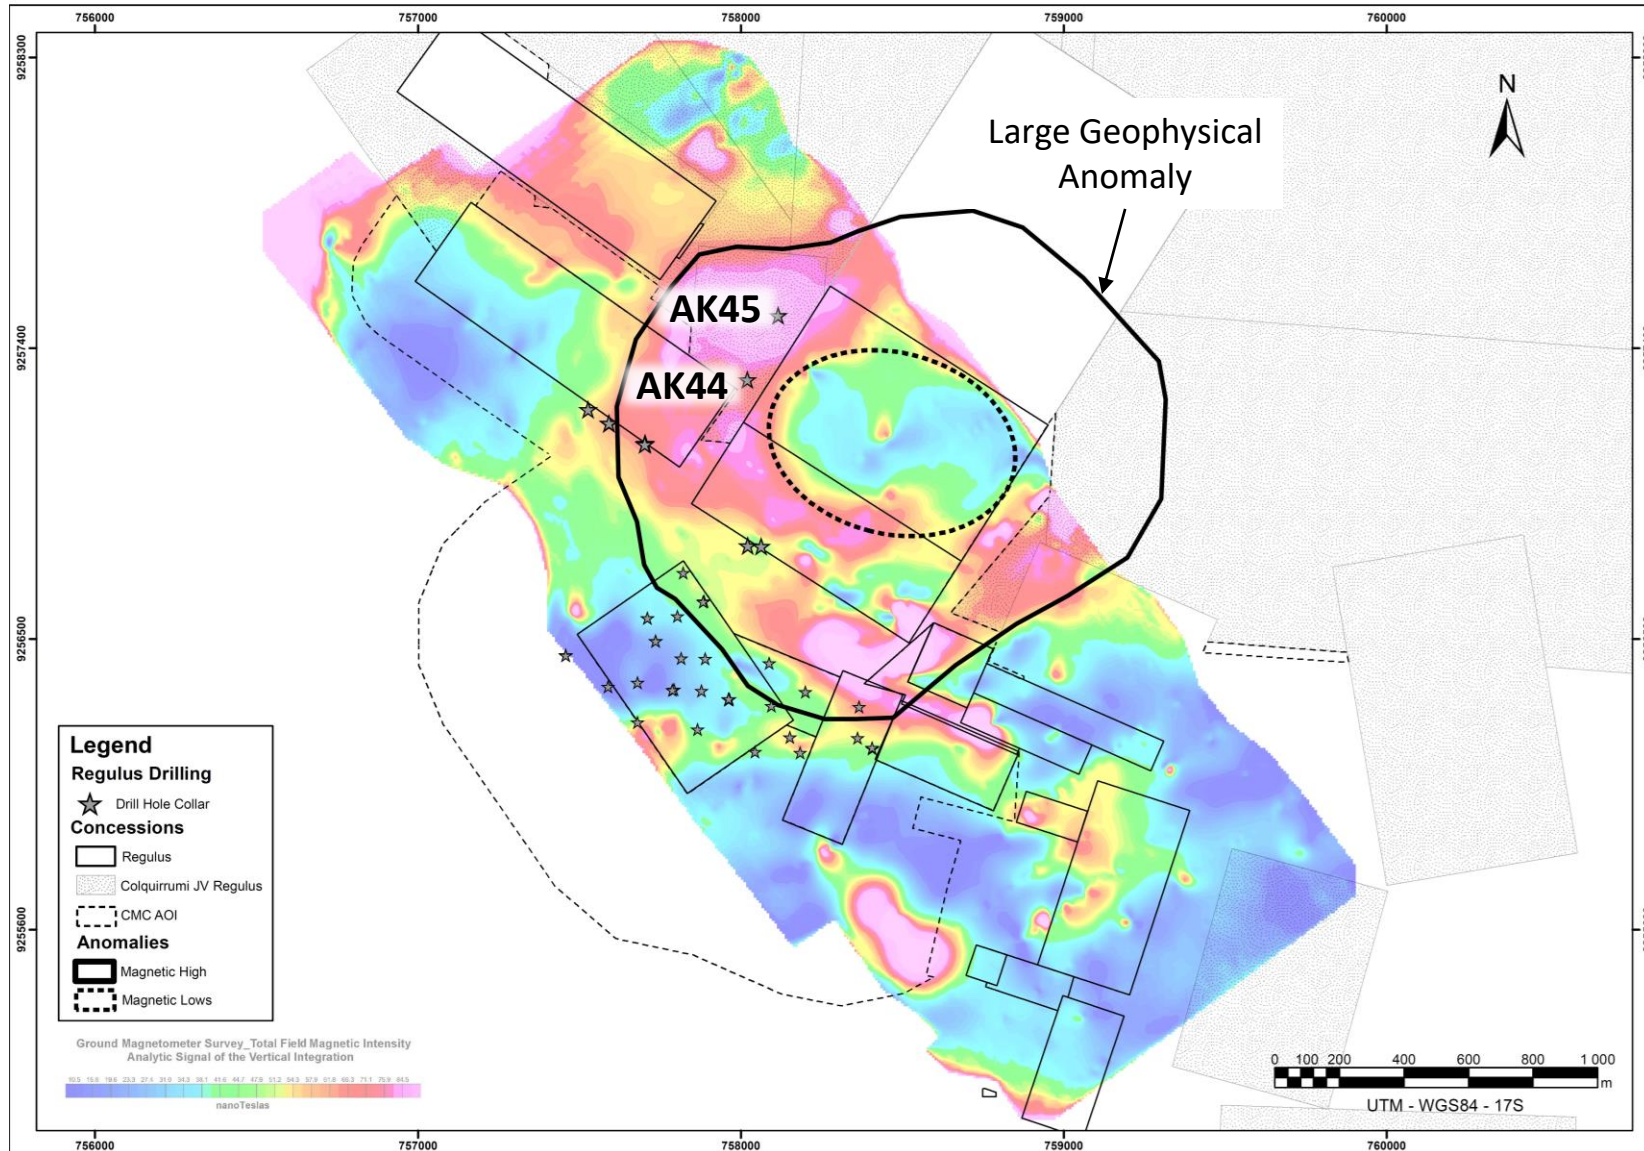 756000 757000 758000 759000 760000
9258300
N
Large Geophysical
Anomaly
AK45
9257400
AK44
9256500
Legend
Regulus Drilling
Drill Hole Collar
Concessions
Regulus
Colquirrumi JV Regulus
CMC AOI
Anomalies
Magnetic High
Magnetic Lows
9255600
Ground Magnetometer Survey_Total Field Magnetic Intensity
Analytic Signal of the Vertical Integration
nanoTeslas
0 100 200 400 600 800 1 000
m
UTM - WGS84 - 17S
756000 757000 758000 759000 760000